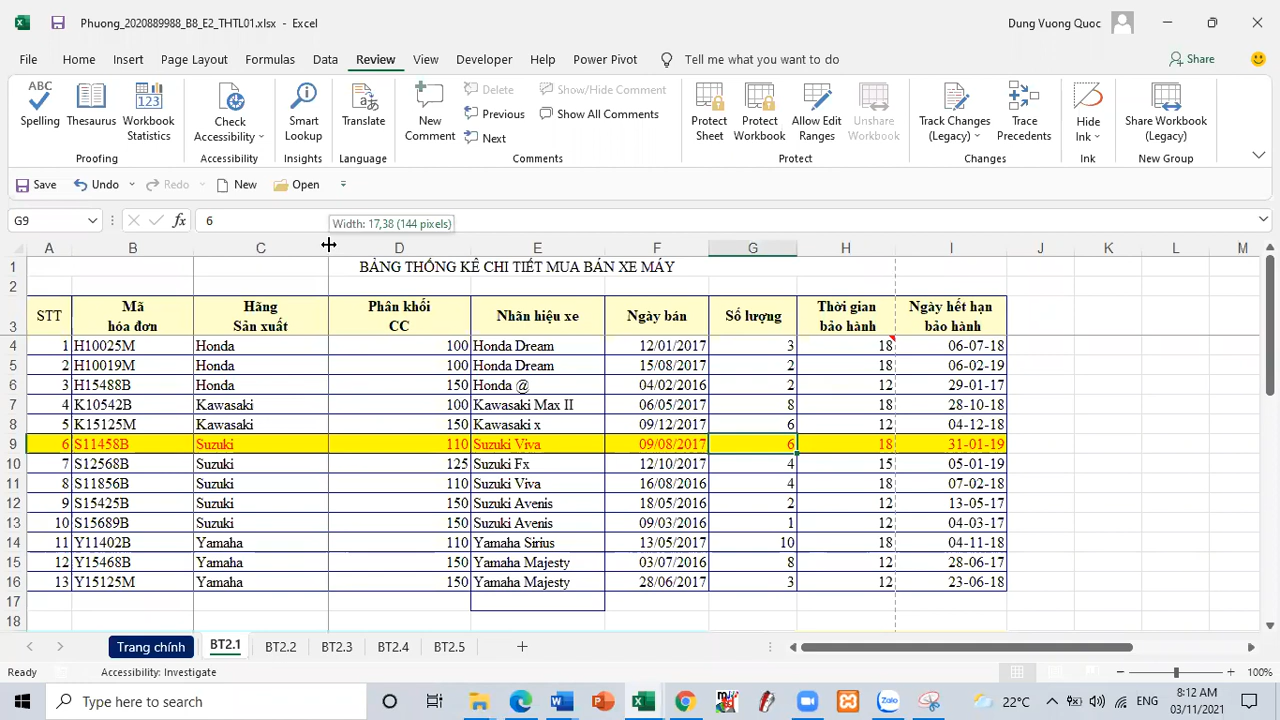 Phuong_2020889988_B8_E2_THTL01.xlsx - Excel
Dung Vuong Quoc
File Home Insert Page Layout Formulas Data Review View Developer Help Power Pivot Tell me what you want to do Share
ABC
Spelling
Thesaurus
123
Workbook Statistics
Check Accessibility
Smart Lookup
Translate
New Comment
Delete
Previous
Next
Show/Hide Comment
Show All Comments
Protect Sheet
Protect Workbook
Allow Edit Ranges
Unshare Workbook
Track Changes (Legacy)
Trace Precedents
Hide Ink
Share Workbook (Legacy)
Proofing Accessibility Insights Language Comments Protect Changes Ink New Group
Save Undo Redo New Open
G9 fx 6
Width: 17,38 (144 pixels)
A B C D E F G H I J K L M
1 BẢNG THỐNG KÊ CHI TIẾT MUA BÁN XE MÁY
2
3 STT Mã hóa đơn Hãng Sản xuất Phân khối CC Nhãn hiệu xe Ngày bán Số lượng Thời gian bảo hành Ngày hết hạn bảo hành
4 1 H10025M Honda 100 Honda Dream 12/01/2017 3 18 06-07-18
5 2 H10019M Honda 100 Honda Dream 15/08/2017 2 18 06-02-19
6 3 H15488B Honda 150 Honda @ 04/02/2016 2 12 29-01-17
7 4 K10542B Kawasaki 100 Kawasaki Max II 06/05/2017 8 18 28-10-18
8 5 K15125M Kawasaki 150 Kawasaki x 09/12/2017 6 12 04-12-18
9 6 S11458B Suzuki 110 Suzuki Viva 09/08/2017 6 18 31-01-19
10 7 S12568B Suzuki 125 Suzuki Fx 12/10/2017 4 15 05-01-19
11 8 S11856B Suzuki 110 Suzuki Viva 16/08/2016 4 18 07-02-18
12 9 S15425B Suzuki 150 Suzuki Avenis 18/05/2016 2 12 13-05-17
13 10 S15689B Suzuki 150 Suzuki Avenis 09/03/2016 1 12 04-03-17
14 11 Y11402B Yamaha 110 Yamaha Sirius 13/05/2017 10 18 04-11-18
15 12 Y15468B Yamaha 150 Yamaha Majesty 03/07/2016 8 12 28-06-17
16 13 Y15125M Yamaha 150 Yamaha Majesty 28/06/2017 3 12 23-06-18
17
18
Trang chính BT2.1 BT2.2 BT2.3 BT2.4 BT2.5
Ready Accessibility: Investigate 100%
Type here to search 22°C ENG 8:12 AM
03/11/2021